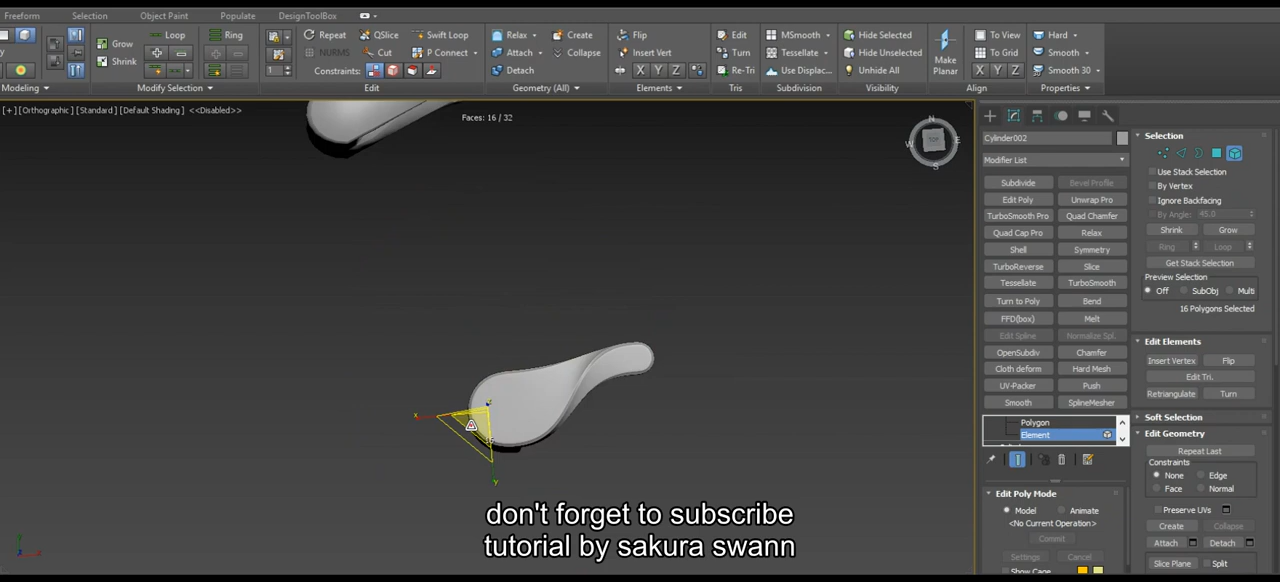 Freeform Selection Object Paint Populate DesignToolBox
Loop Ring Repeat QSlice Swift Loop Relax Create Flip Edit MSmooth Hide Selected To View Hard
Grow NURMS Cut P Connect Attach Collapse Insert Vert Turn Tessellate Hide Unselected Make Planar To Grid Smooth
Shrink 1 Constraints: Detach X Y Z Re-Tri Use Displac... Unhide All X Y Z Smooth 30
Modeling Modify Selection Edit Geometry (All) Elements Tris Subdivision Visibility Align Properties
[+] [Orthographic] [Standard] [Default Shading] <<Disabled>>
Faces: 16 / 32
N
W E
S
Cylinder002
Modifier List
Subdivide Bevel Profile
Edit Poly Unwrap Pro
TurboSmooth Pro Quad Chamfer
Quad Cap Pro Relax
Shell Symmetry
TurboReverse Slice
Tessellate TurboSmooth
Turn to Poly Bend
FFD(box) Melt
Edit Spline Normalize Spl.
OpenSubdiv Chamfer
Cloth deform Hard Mesh
UV-Packer Push
Smooth SplineMesher
Polygon
Element
Edit Poly Mode
Model Animate
<No Current Operation>
Commit
Settings Cancel
Show Cage
Selection
Use Stack Selection
By Vertex
Ignore Backfacing
By Angle: 45.0
Shrink Grow
Ring Loop
Get Stack Selection
Preview Selection
Off SubObj Multi
16 Polygons Selected
Edit Elements
Insert Vertex Flip
Edit Tri.
Retriangulate Turn
Soft Selection
Edit Geometry
Repeat Last
Constraints
None Edge
Face Normal
Preserve UVs
Create Collapse
Attach Detach
Slice Plane Split
x
y
don't forget to subscribe
tutorial by sakura swann